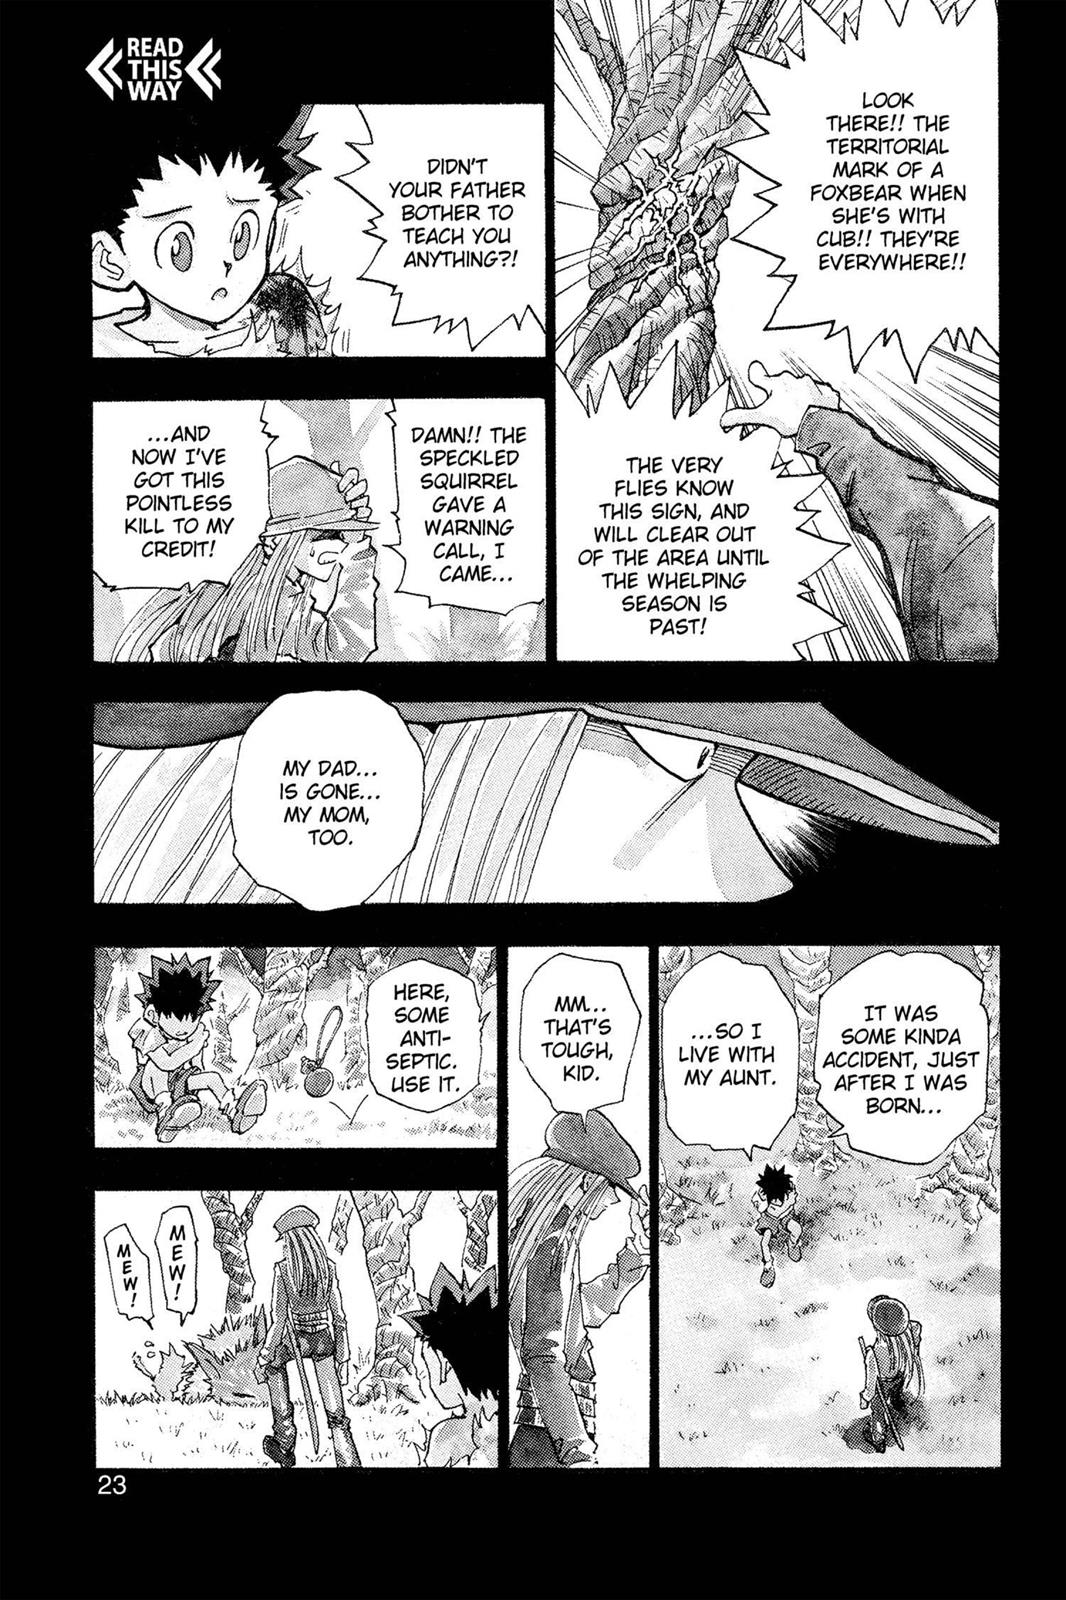 READ
THIS
WAY
LOOK
THERE!! THE
TERRITORIAL
MARK OF A
FOXBEAR WHEN
SHE'S WITH
CUB!! THEY'RE
EVERYWHERE!!
THE VERY
FLIES KNOW
THIS SIGN, AND
WILL CLEAR OUT
OF THE AREA UNTIL
THE WHELPING
SEASON IS
PAST!
DIDN'T
YOUR FATHER
BOTHER TO
TEACH YOU
ANYTHING?!
DAMN!! THE
SPECKLED
SQUIRREL
GAVE A
WARNING
CALL, I
CAME...
...AND
NOW I'VE
GOT THIS
POINTLESS
KILL TO MY
CREDIT!
MY DAD...
IS GONE...
MY MOM,
TOO.
IT WAS
SOME KINDA
ACCIDENT, JUST
AFTER I WAS
BORN...
...SO I
LIVE WITH
MY AUNT.
MM...
THAT'S
TOUGH,
KID.
HERE,
SOME
ANTI-
SEPTIC.
USE IT.
MEW!
MEW!
23